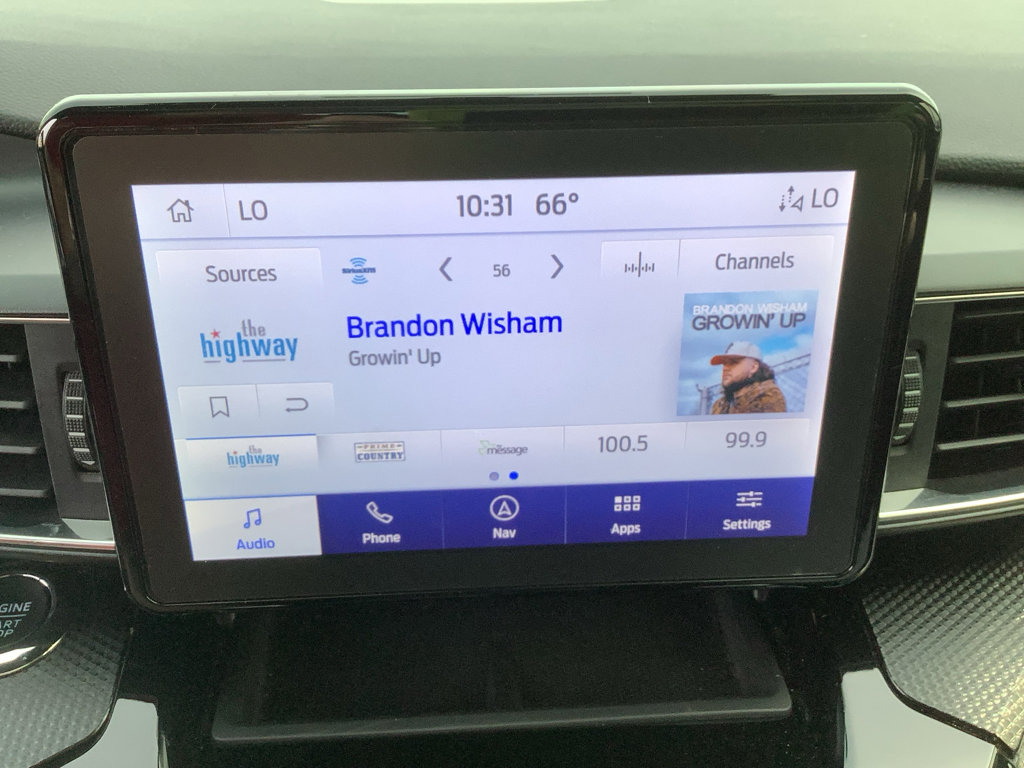 LO 10:31 66° LO
Sources SiriusXM 56 Channels
the highway
Brandon Wisham
Growin' Up
BRANDON WISHAM
GROWIN' UP
the highway PRIME COUNTRY the message 100.5 99.9
Audio Phone Nav Apps Settings